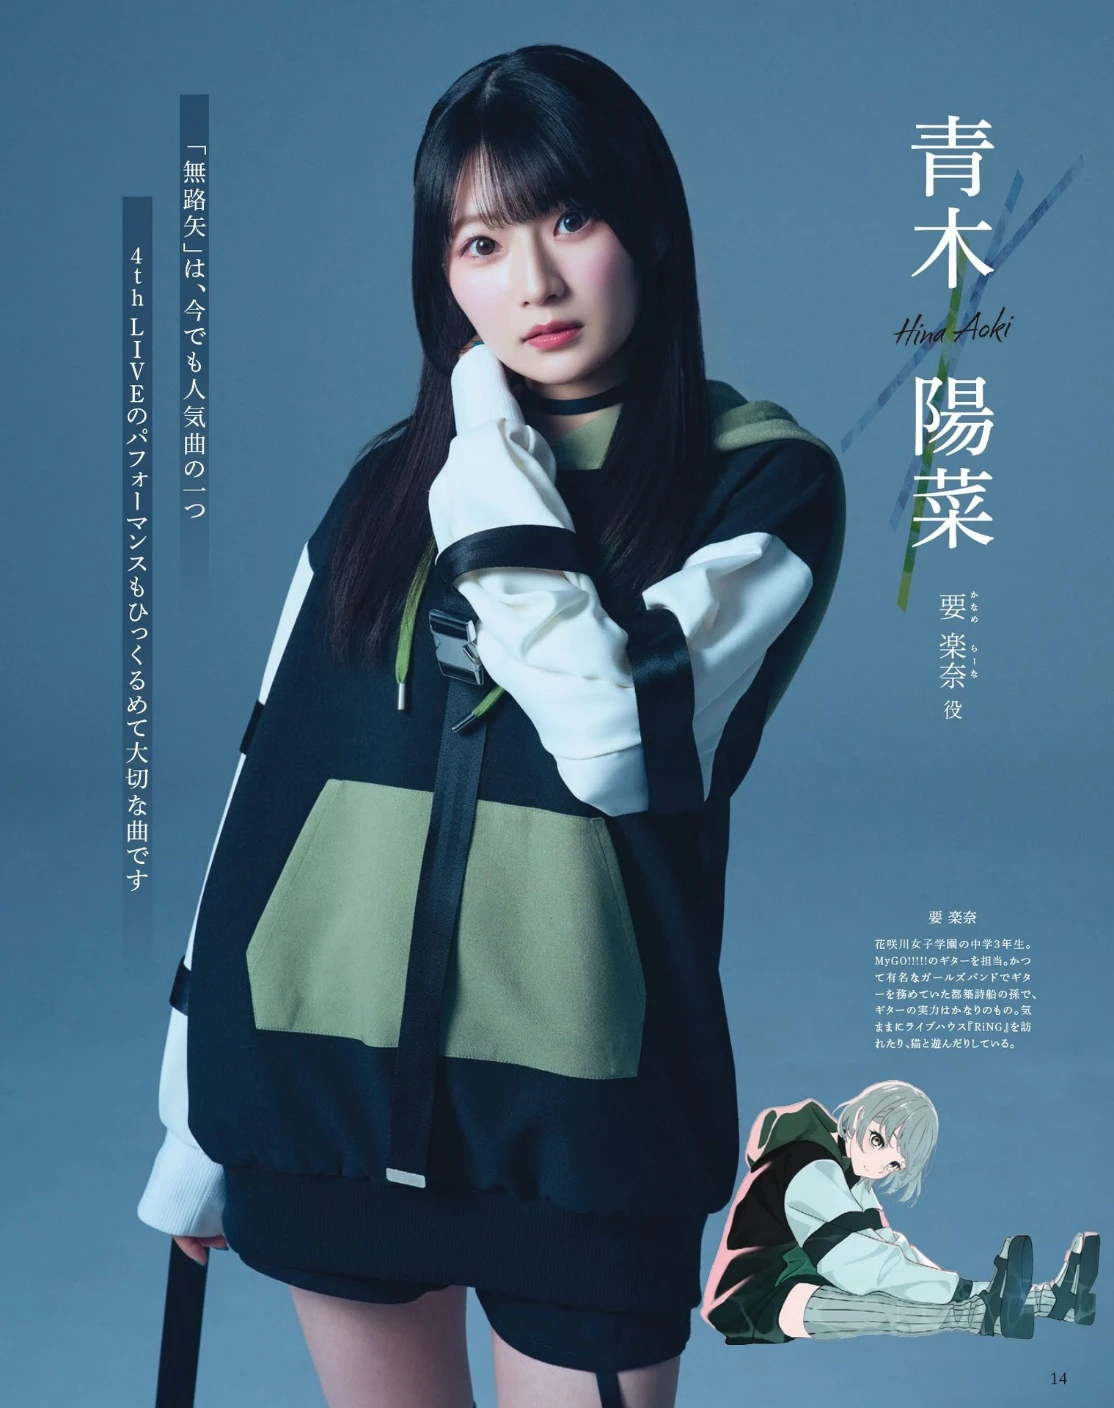 青木 陽菜
Hina Aoki
要 楽奈 役
かなめ らーな
「無路矢」は、今でも人気曲の一つ
4th LIVEのパフォーマンスもひっくるめて大切な曲です
要 楽奈
花咲川女子学園の中学3年生。
MyGO!!!!!のギターを担当。かつ
て有名なガールズバンドでギタ
ーを務めていた都築詩船の孫で、
ギターの実力はかなりのもの。気
ままにライブハウス『RiNG』を訪
れたり、猫と遊んだりしている。
14